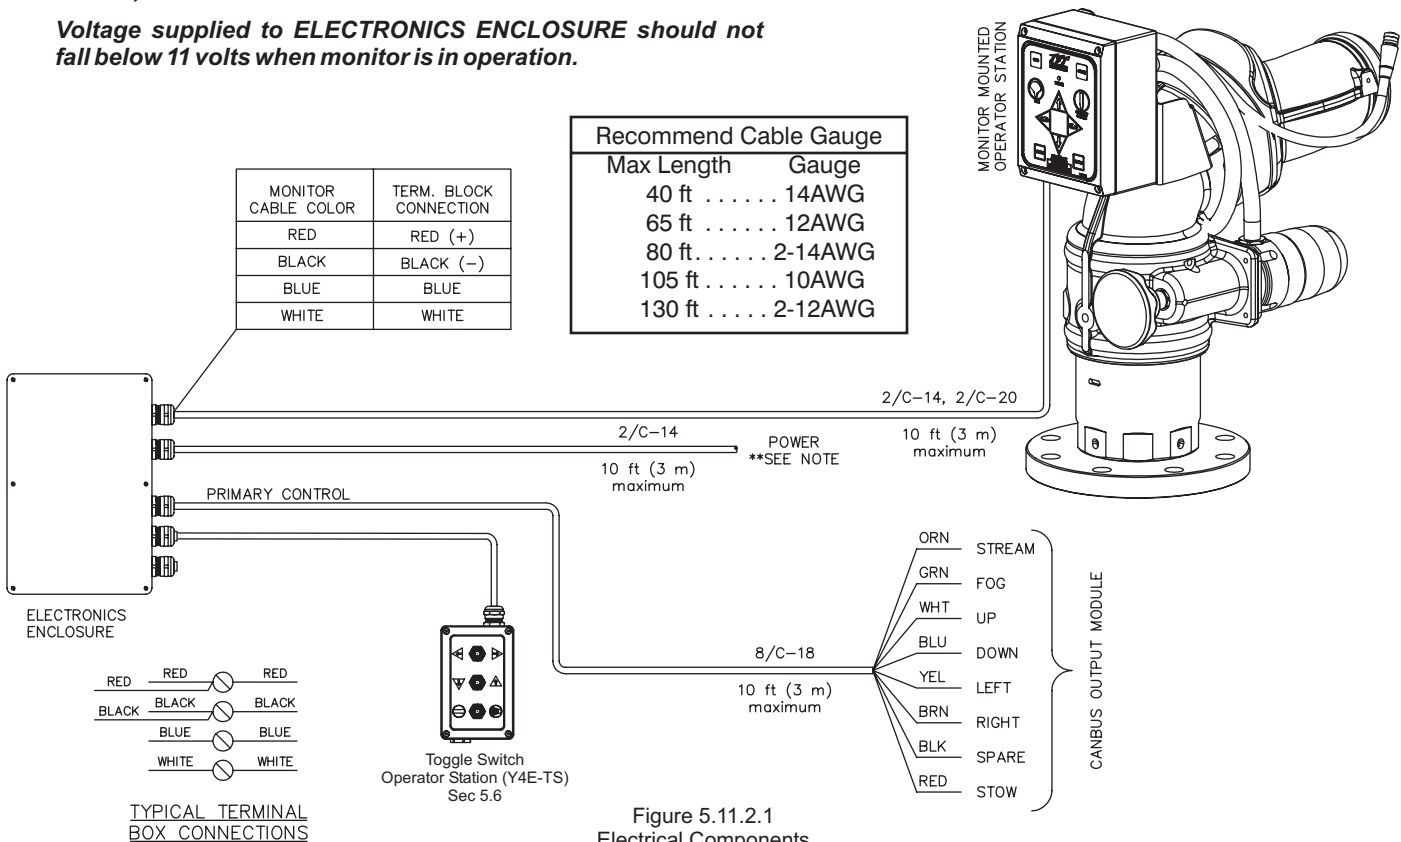 Voltage supplied to ELECTRONICS ENCLOSURE should not
fall below 11 volts when monitor is in operation.
MONITOR MOUNTED
OPERATOR STATION
Recommend Cable Gauge
Max Length Gauge
40 ft . . . . . . 14AWG
65 ft . . . . . . 12AWG
80 ft. . . . . . 2-14AWG
105 ft . . . . . . 10AWG
130 ft . . . . . 2-12AWG
MONITOR
CABLE COLOR
TERM. BLOCK
CONNECTION
RED RED (+)
BLACK BLACK (–)
BLUE BLUE
WHITE WHITE
2/C–14, 2/C–20
10 ft (3 m)
maximum
2/C–14
10 ft (3 m)
maximum
POWER
**SEE NOTE
PRIMARY CONTROL
ELECTRONICS
ENCLOSURE
8/C–18
10 ft (3 m)
maximum
ORN STREAM
GRN FOG
WHT UP
BLU DOWN
YEL LEFT
BRN RIGHT
BLK SPARE
RED STOW
CANBUS OUTPUT MODULE
RED RED RED
BLACK BLACK BLACK
BLUE BLUE
WHITE WHITE
TYPICAL TERMINAL
BOX CONNECTIONS
Toggle Switch
Operator Station (Y4E-TS)
Sec 5.6
Figure 5.11.2.1
Electrical Components